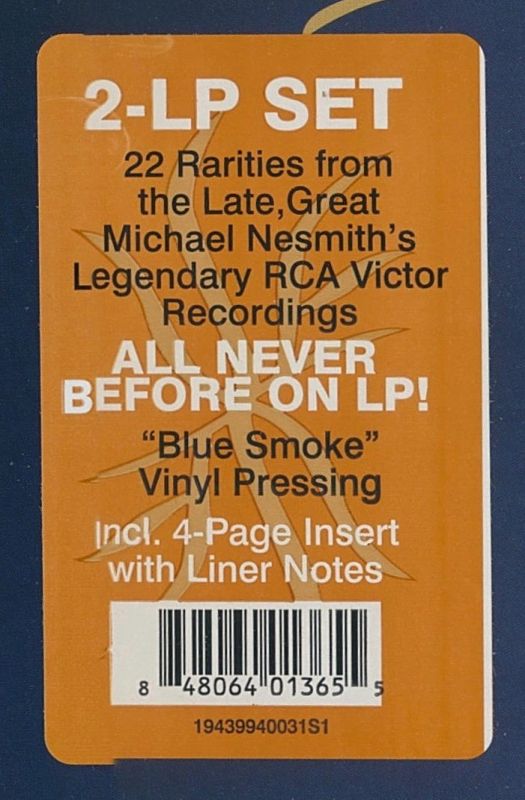 2-LP SET
22 Rarities from
the Late,Great
Michael Nesmith's
Legendary RCA Victor
Recordings
ALL NEVER
BEFORE ON LP!
“Blue Smoke”
Vinyl Pressing
Incl. 4-Page Insert
with Liner Notes
8 48064 01365 5
19439940031S1